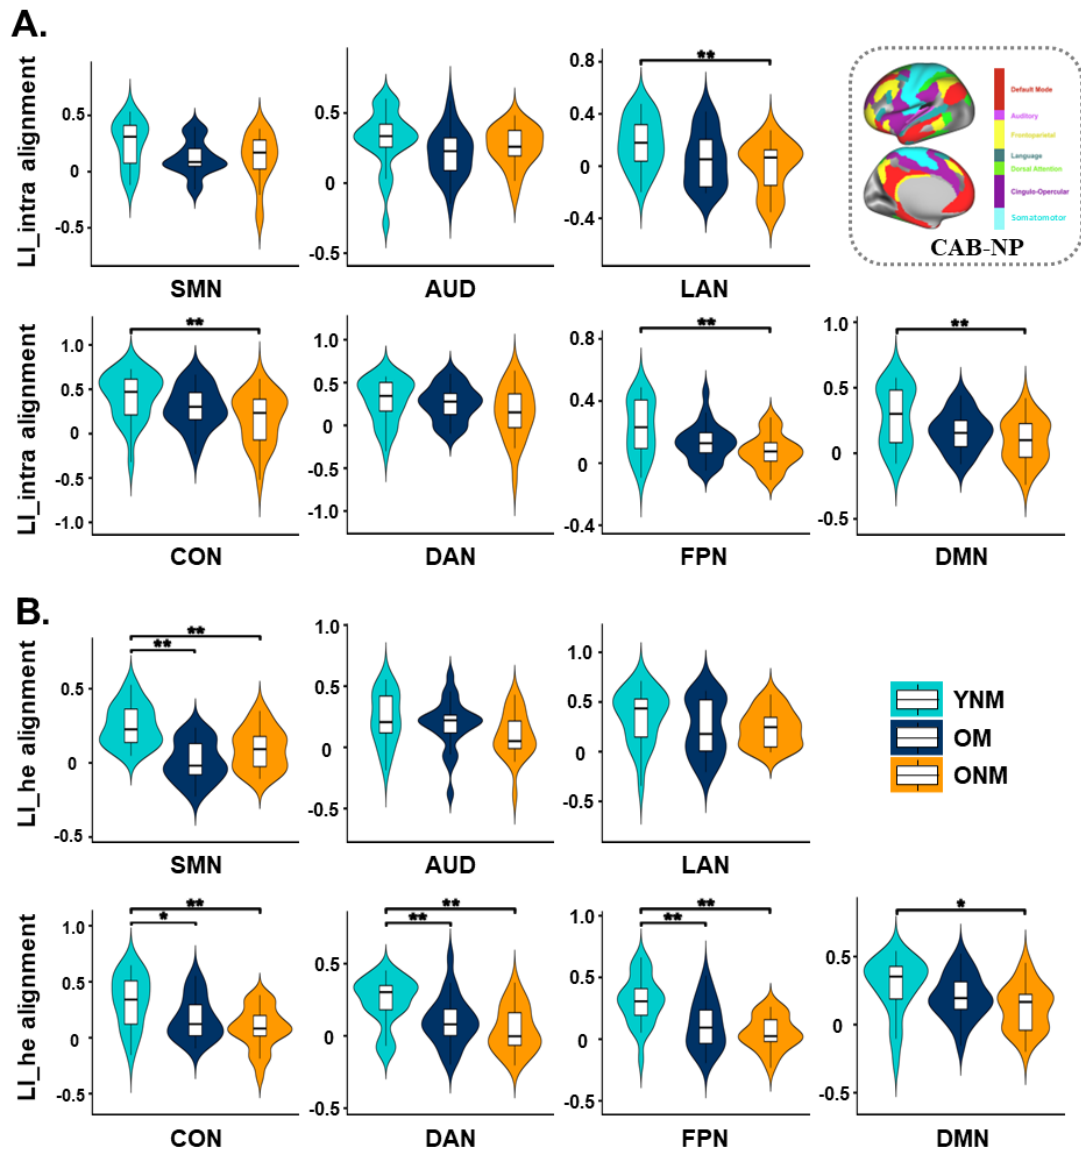 A.
LI_intra alignment
0.5
0
-0.5
SMN
0.5
0
-0.5
AUD
**
0.8
0.4
0
-0.4
LAN
Default Mode
Auditory
Frontoparietal
Language
Dorsal Attention
Cingulo-Opercular
Somatomotor
CAB-NP
LI_intra alignment
**
1.0
0.5
0
-0.5
-1.0
CON
1.0
0.5
0
-0.5
-1.0
DAN
**
0.8
0.4
0
-0.4
FPN
**
1.0
0.5
0
-0.5
DMN
B.
LI_he alignment
**
**
0.5
0
-0.5
SMN
1.0
0.5
0
-0.5
AUD
1.0
0.5
0
-0.5
LAN
YNM
OM
ONM
LI_he alignment
**
*
1.0
0.5
0
-0.5
CON
**
**
0.5
0
-0.5
DAN
**
**
1.0
0.5
0
-0.5
FPN
*
0.5
0
-0.5
DMN